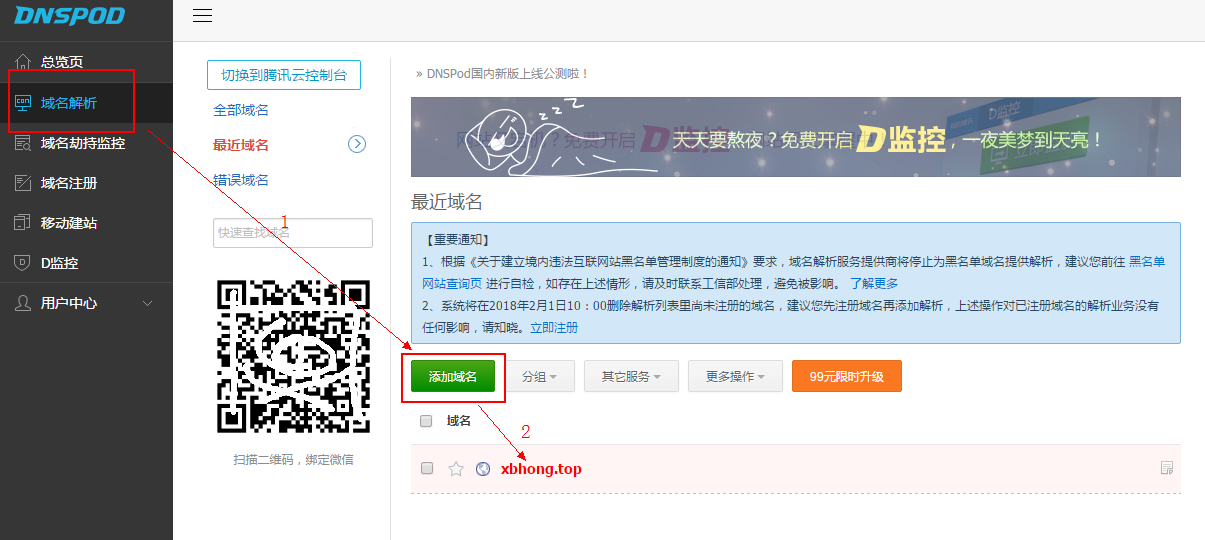 DNSPOD
总览页
域名解析
域名劫持监控
域名注册
移动建站
D监控
用户中心
切换到腾讯云控制台
全部域名
最近域名
错误域名
1
快速查找域名
扫描二维码，绑定微信
» DNSPod国内新版上线公测啦！
天天要熬夜？免费开启 D监控，一夜美梦到天亮！
最近域名
【重要通知】
1、根据《关于建立境内违法互联网站黑名单管理制度的通知》要求，域名解析服务提供商将停止为黑名单域名提供解析，建议您前往 黑名单
网站查询页 进行自检，如存在上述情形，请及时联系工信部处理，避免被影响。 了解更多
2、系统将在2018年2月1日10：00删除解析列表里尚未注册的域名，建议您先注册域名再添加解析，上述操作对已注册域名的解析业务没有
任何影响，请知晓。立即注册
添加域名 分组 其它服务 更多操作 99元限时升级
域名
2
xbhong.top